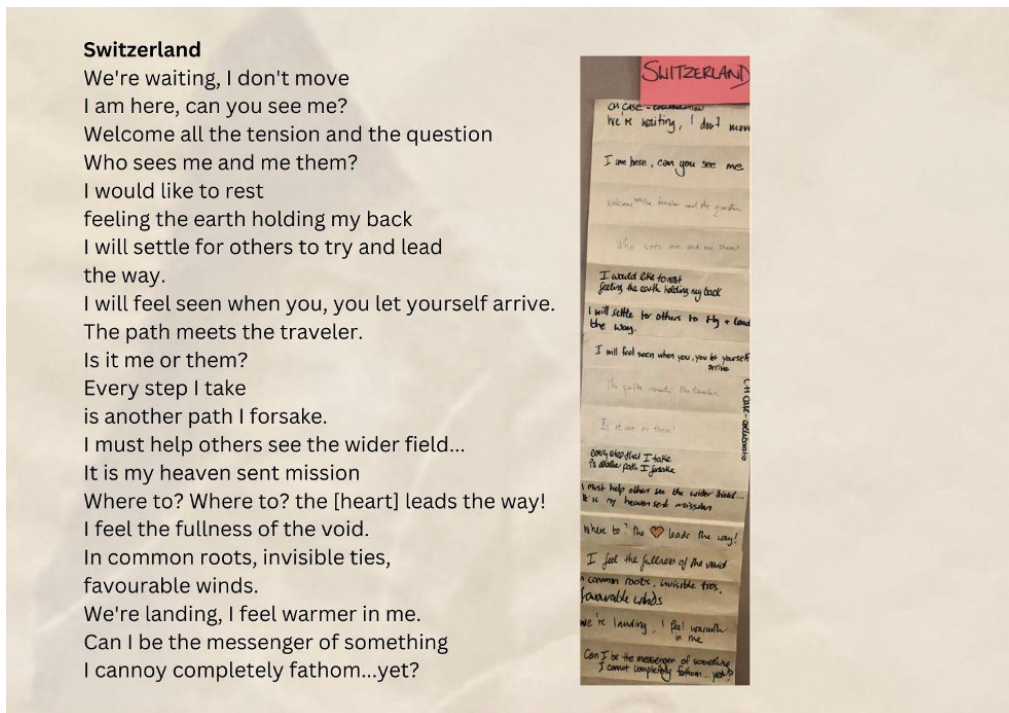 Switzerland
We're waiting, I don't move
I am here, can you see me?
Welcome all the tension and the question
Who sees me and me them?
I would like to rest
feeling the earth holding my back
I will settle for others to try and lead
the way.
I will feel seen when you, you let yourself arrive.
The path meets the traveler.
Is it me or them?
Every step I take
is another path I forsake.
I must help others see the wider field...
It is my heaven sent mission
Where to? Where to? the [heart] leads the way!
I feel the fullness of the void.
In common roots, invisible ties,
favourable winds.
We're landing, I feel warmer in me.
Can I be the messenger of something
I cannoy completely fathom...yet?
SWITZERLAND
CH CASE -
We're waiting, I don't move
I am here, can you see me
Welcome the tension and the question
Who sees me and me them?
I would like to rest
feeling the earth holding my back
I will settle for others to try + lead
the way.
I will feel seen when you, you let yourself
arrive
The path meets the traveler
Is it me or them?
every step that I take
is another path I forsake
I must help others see the wider field...
It is my heaven sent mission
Where to? the 🧡 leads the way!
I feel the fullness of the void
n common roots, invisible ties,
favourable winds
We're landing, I feel warmth
in me
Can I be the messenger of something
I cannot completely fathom...yet?
CH CASE -